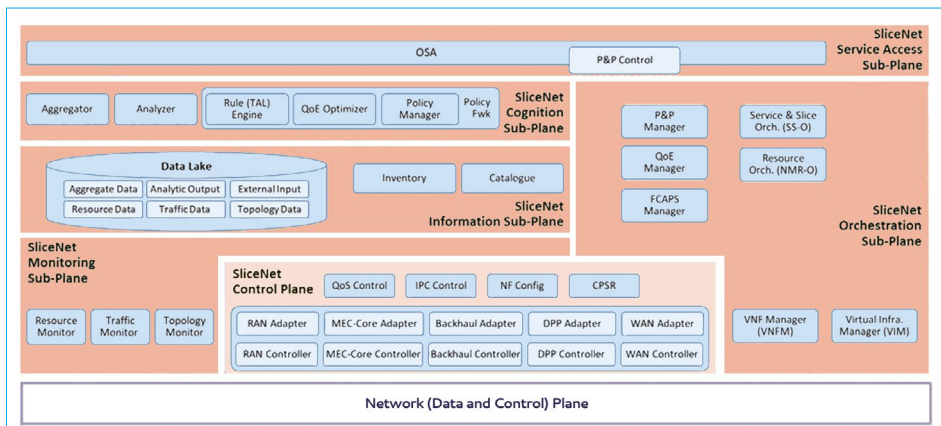 SliceNet
Service Access
Sub-Plane
OSA
P&P Control
Aggregator
Analyzer
Rule (TAL)
Engine
QoE Optimizer
Policy
Manager
Policy
Fwk
SliceNet
Cognition
Sub-Plane
P&P
Manager
Service & Slice
Orch. (SS-O)
QoE
Manager
Resource
Orch. (NMR-O)
FCAPS
Manager
SliceNet
Orchestration
Sub-Plane
Data Lake
Aggregate Data
Analytic Output
External Input
Resource Data
Traffic Data
Topology Data
Inventory
Catalogue
SliceNet
Information Sub-Plane
SliceNet
Monitoring
Sub-Plane
Resource
Monitor
Traffic
Monitor
Topology
Monitor
SliceNet
Control Plane
QoS Control
IPC Control
NF Config
CPSR
RAN Adapter
MEC-Core Adapter
Backhaul Adapter
DPP Adapter
WAN Adapter
RAN Controller
MEC-Core Controller
Backhaul Controller
DPP Controller
WAN Controller
VNF Manager
(VNFM)
Virtual Infra.
Manager (VIM)
Network (Data and Control) Plane